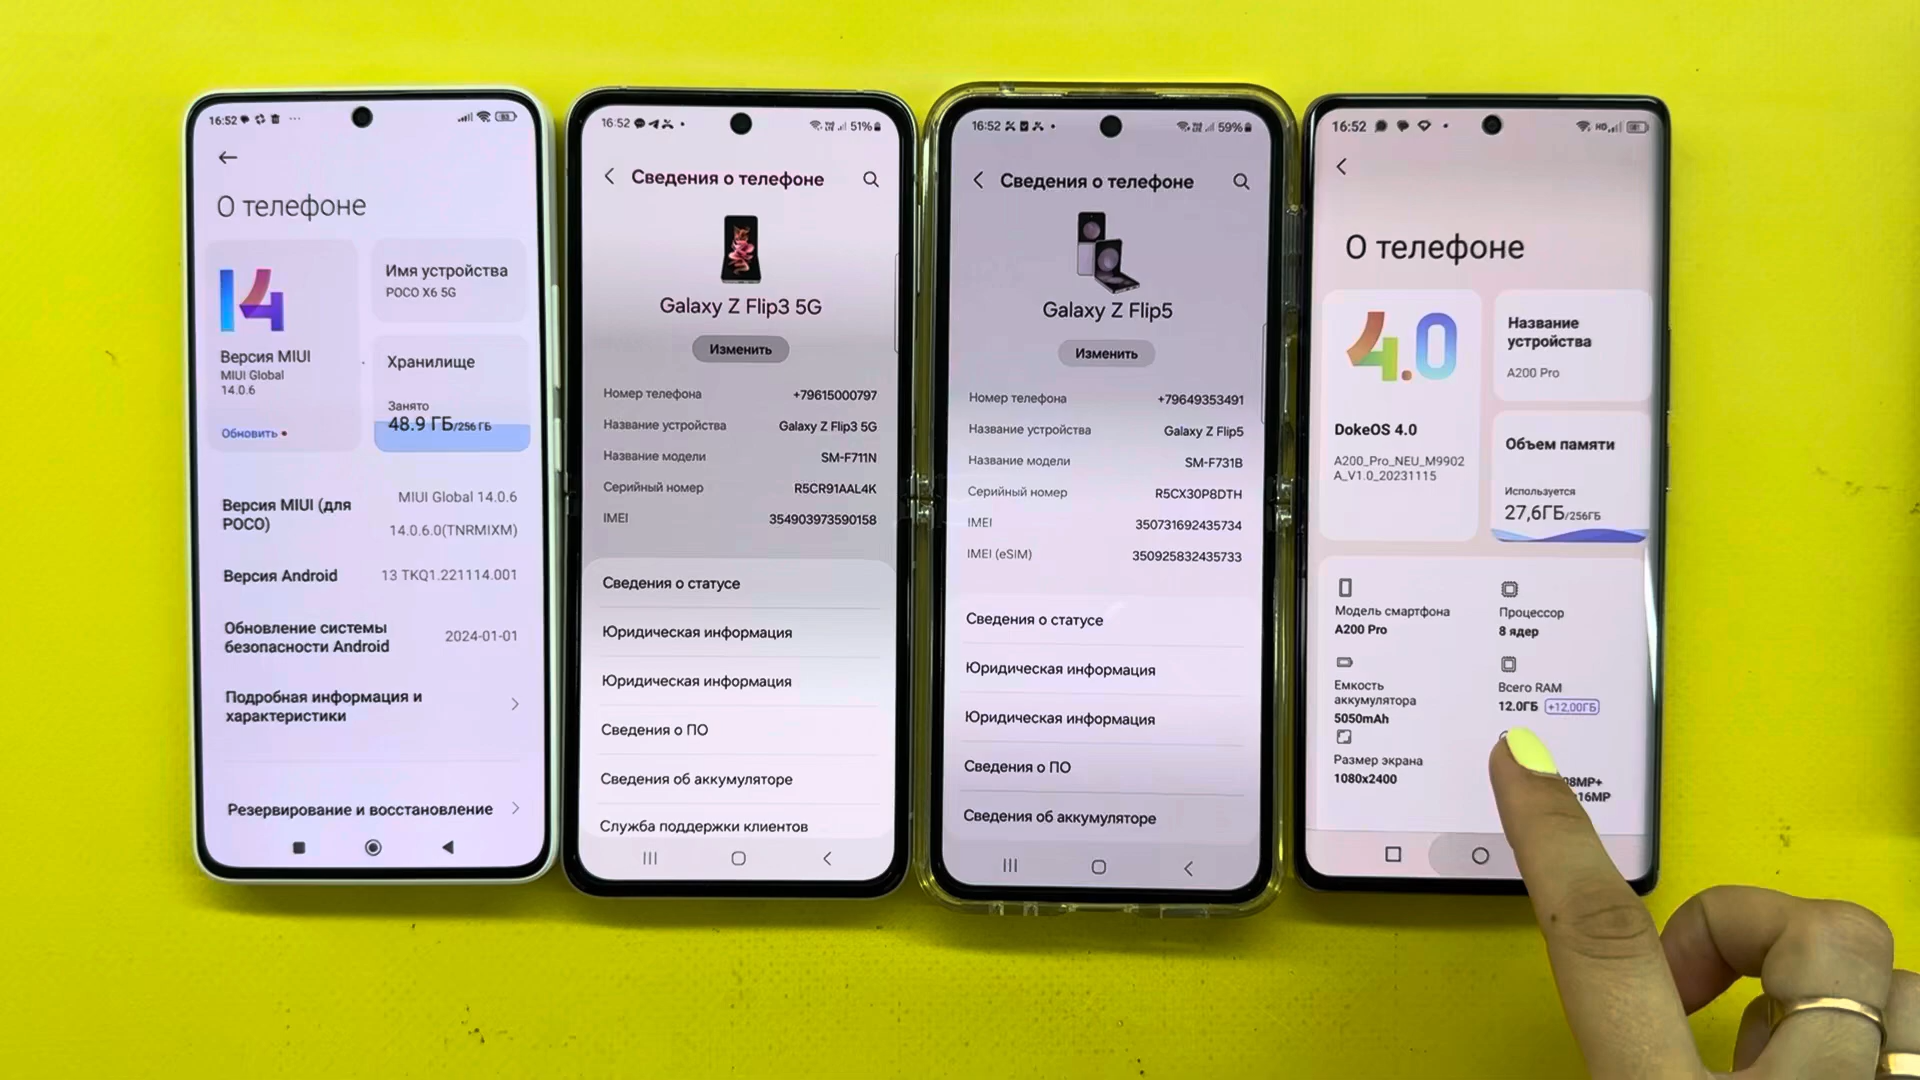 16:52
О телефоне
14
Версия MIUI
MIUI Global
14.0.6
Обновить
Имя устройства
POCO X6 5G
Хранилище
Занято
48.9 ГБ/256 ГБ
Версия MIUI (для
POCO)
MIUI Global 14.0.6
14.0.6.0(TNRMIXM)
Версия Android
13 TKQ1.221114.001
Обновление системы
безопасности Android
2024-01-01
Подробная информация и
характеристики
Резервирование и восстановление
16:52
51%
Сведения о телефоне
Galaxy Z Flip3 5G
Изменить
Номер телефона
+79615000797
Название устройства
Galaxy Z Flip3 5G
Название модели
SM-F711N
Серийный номер
R5CR91AAL4K
IMEI
354903973590158
Сведения о статусе
Юридическая информация
Юридическая информация
Сведения о ПО
Сведения об аккумуляторе
Служба поддержки клиентов
16:52
59%
Сведения о телефоне
Galaxy Z Flip5
Изменить
Номер телефона
+79649353491
Название устройства
Galaxy Z Flip5
Название модели
SM-F731B
Серийный номер
R5CX30P8DTH
IMEI
350731692435734
IMEI (eSIM)
350925832435733
Сведения о статусе
Юридическая информация
Юридическая информация
Сведения о ПО
Сведения об аккумуляторе
16:52
HD
О телефоне
4.0
DokeOS 4.0
A200_Pro_NEU_M9902
A_V1.0_20231115
Название
устройства
A200 Pro
Объем памяти
Используется
27,6ГБ/256ГБ
Модель смартфона
A200 Pro
Процессор
8 ядер
Емкость
аккумулятора
5050mAh
Всего RAM
12.0ГБ +12,00ГБ
Размер экрана
1080x2400
08MP+
16MP